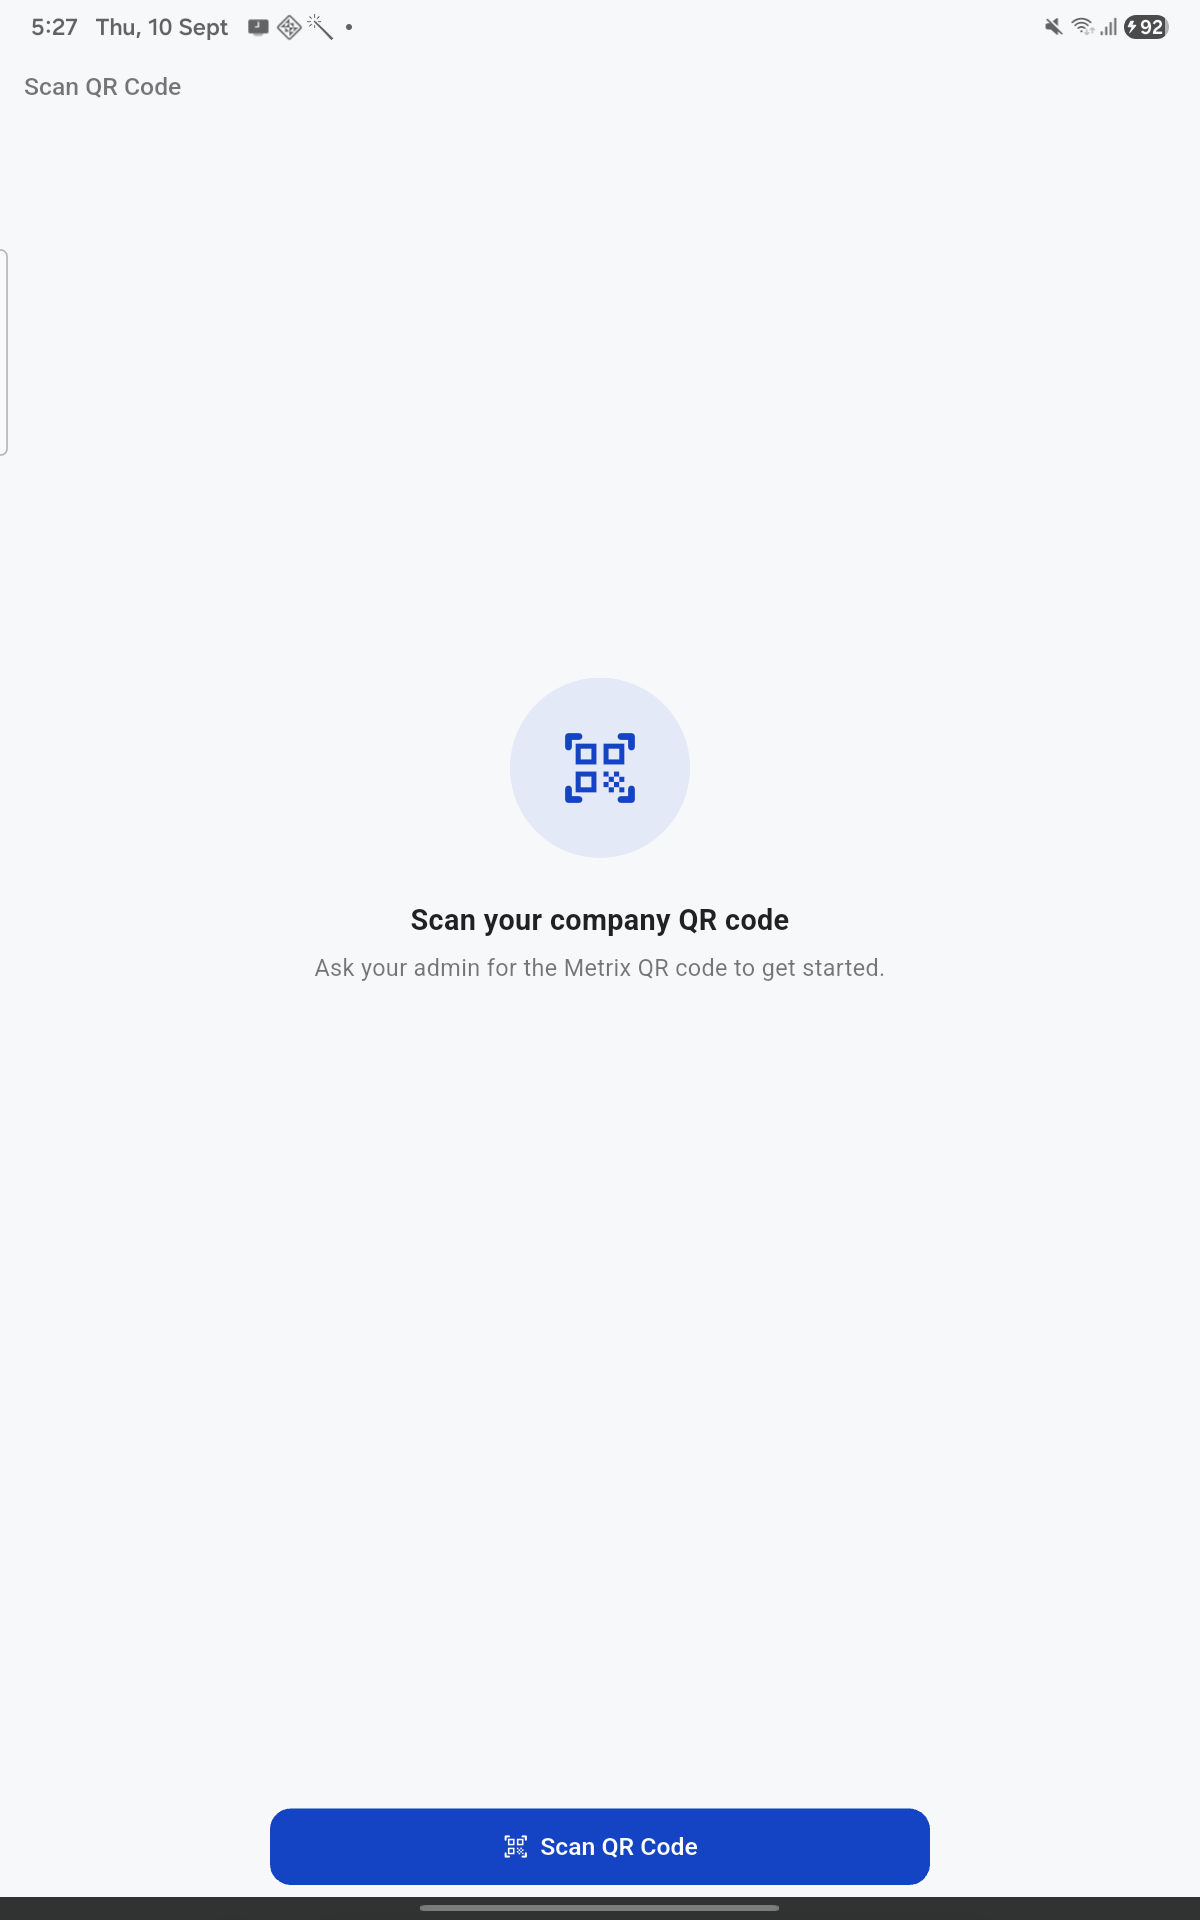 5:27 Thu, 10 Sept
92
Scan QR Code
Scan your company QR code
Ask your admin for the Metrix QR code to get started.
Scan QR Code